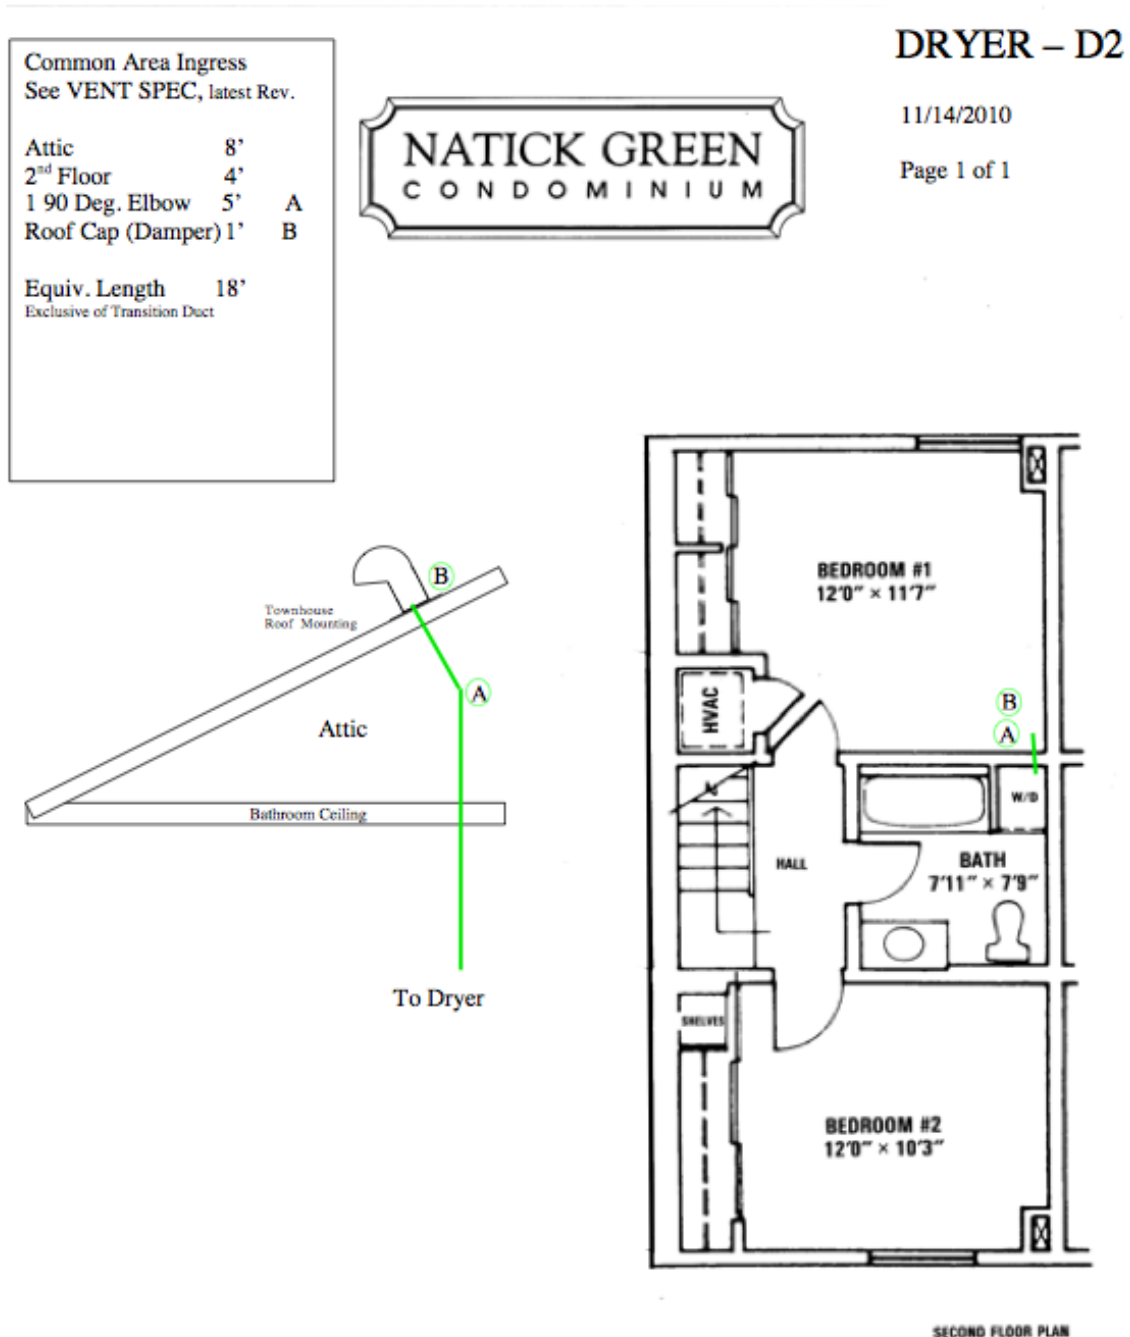 DRYER – D2
11/14/2010
Page 1 of 1
Common Area Ingress
See VENT SPEC, latest Rev.
Attic 8’
2nd Floor 4’
1 90 Deg. Elbow 5’ A
Roof Cap (Damper) 1’ B
Equiv. Length 18’
Exclusive of Transition Duct
NATICK GREEN
CONDOMINIUM
B
Townhouse
Roof Mounting
A
Attic
Bathroom Ceiling
To Dryer
BEDROOM #1
12'0" × 11'7"
HVAC
B
A
W/D
HALL
BATH
7'11" × 7'9"
SHELVES
BEDROOM #2
12'0" × 10'3"
SECOND FLOOR PLAN